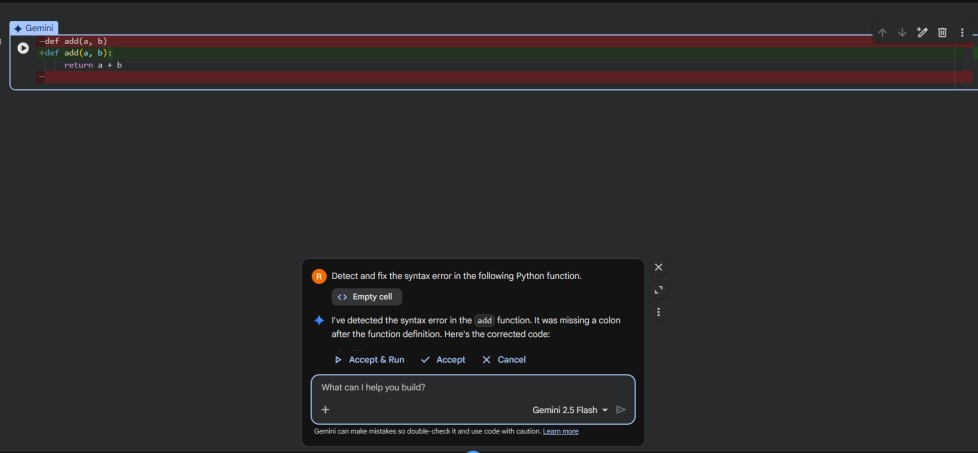 Gemini
-def add(a, b)
+def add(a, b):
return a + b
-
R Detect and fix the syntax error in the following Python function.
<> Empty cell
I've detected the syntax error in the add function. It was missing a colon
after the function definition. Here's the corrected code:
Accept & Run Accept Cancel
What can I help you build?
+ Gemini 2.5 Flash
Gemini can make mistakes so double-check it and use code with caution. Learn more